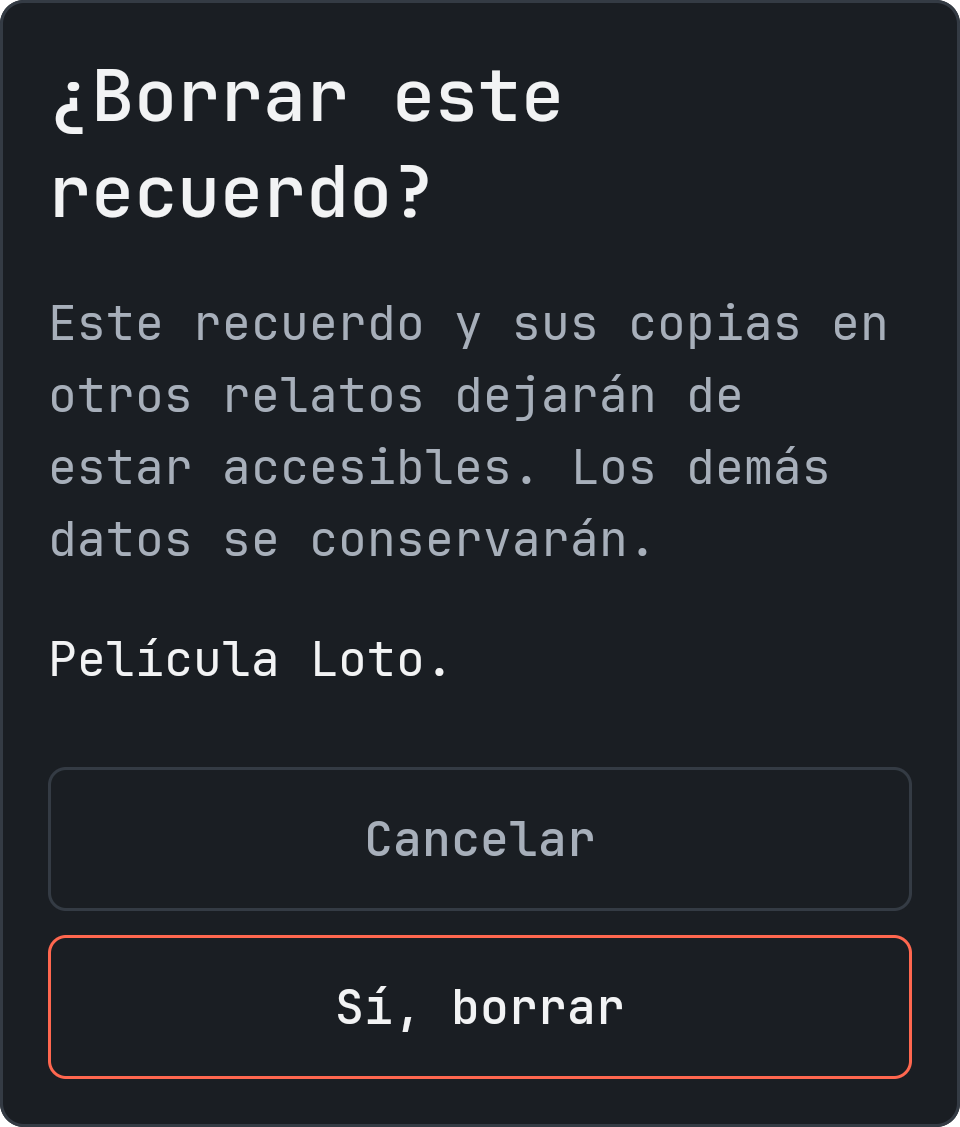 ¿Borrar este
recuerdo?
Este recuerdo y sus copias en
otros relatos dejarán de
estar accesibles. Los demás
datos se conservarán.
Película Loto.
Cancelar
Sí, borrar